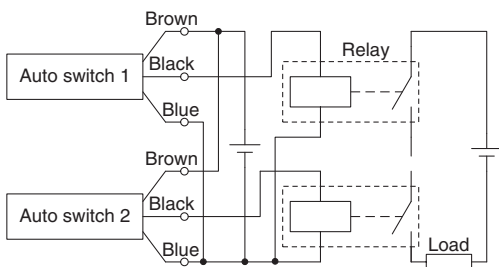 Brown
Auto switch 1
Black
Blue
Relay
Brown
Auto switch 2
Black
Blue
Load